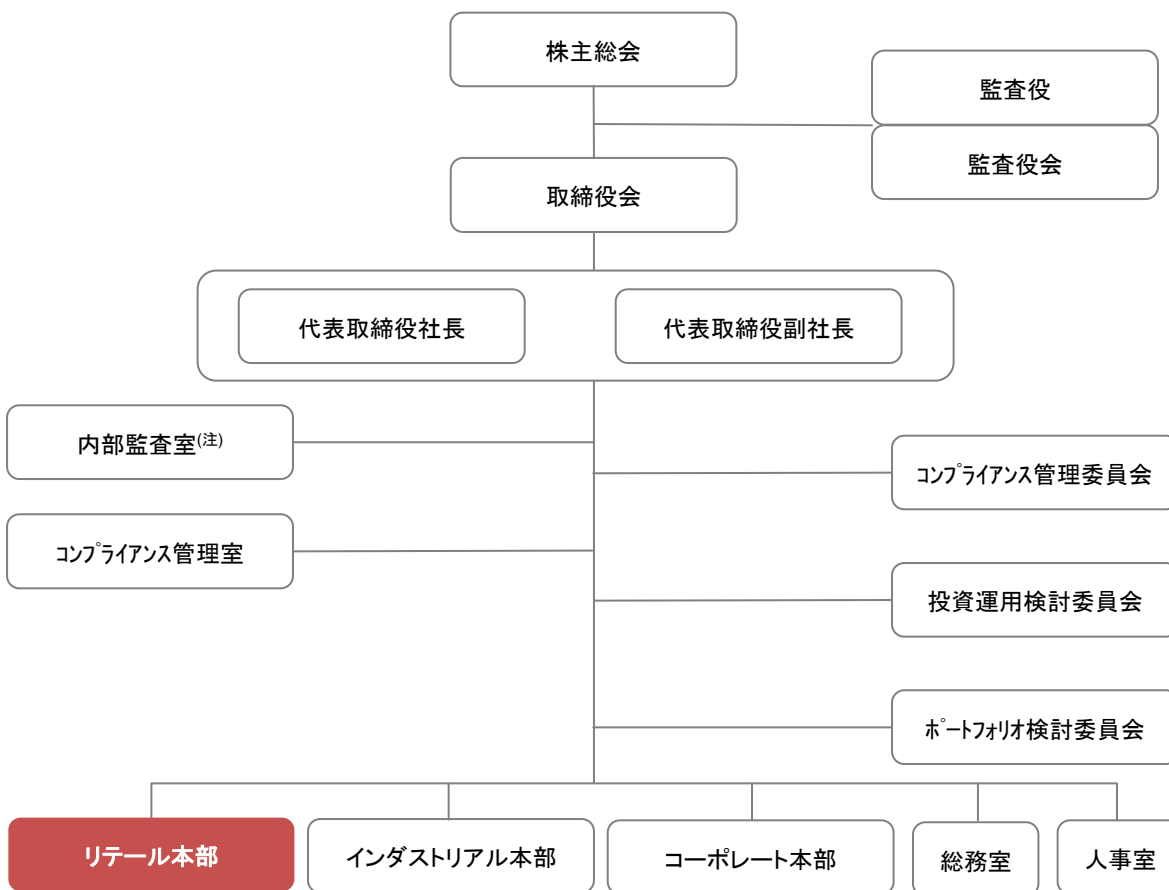 株主総会
監査役
監査役会
取締役会
代表取締役社長
代表取締役副社長
内部監査室(注)
コンプライアンス管理委員会
コンプライアンス管理室
投資運用検討委員会
ポートフォリオ検討委員会
リテール本部
インダストリアル本部
コーポレート本部
総務室
人事室